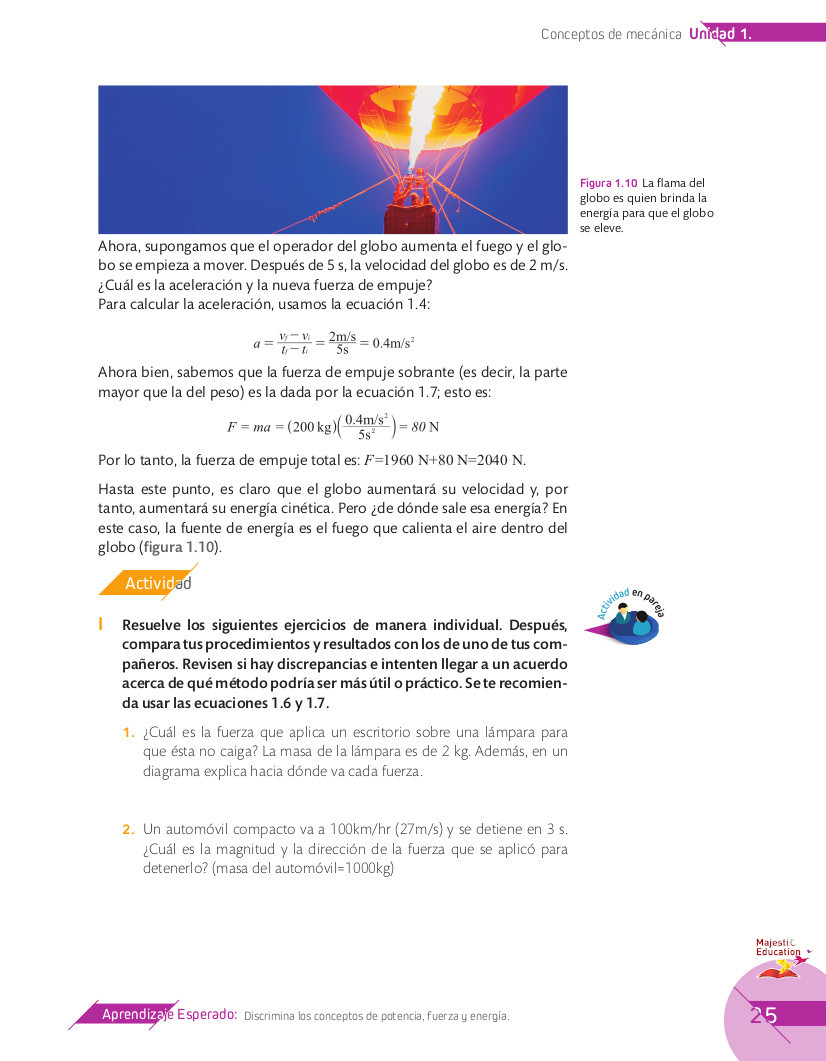 Conceptos de mecánica Unidad 1.
Figura 1.10 La flama del
globo es quien brinda la
energía para que el globo
se eleve.
Ahora, supongamos que el operador del globo aumenta el fuego y el glo-
bo se empieza a mover. Después de 5 s, la velocidad del globo es de 2 m/s.
¿Cuál es la aceleración y la nueva fuerza de empuje?
Para calcular la aceleración, usamos la ecuación 1.4:
a = (v_f − v_i)/(t_f − t_i) = 2m/s / 5s = 0.4m/s²
Ahora bien, sabemos que la fuerza de empuje sobrante (es decir, la parte
mayor que la del peso) es la dada por la ecuación 1.7; esto es:
F = ma = (200 kg)(0.4m/s² / 5s²) = 80 N
Por lo tanto, la fuerza de empuje total es: F=1960 N+80 N=2040 N.
Hasta este punto, es claro que el globo aumentará su velocidad y, por
tanto, aumentará su energía cinética. Pero ¿de dónde sale esa energía? En
este caso, la fuente de energía es el fuego que calienta el aire dentro del
globo (figura 1.10).
Actividad
Actividad en pareja
I Resuelve los siguientes ejercicios de manera individual. Después,
compara tus procedimientos y resultados con los de uno de tus com-
pañeros. Revisen si hay discrepancias e intenten llegar a un acuerdo
acerca de qué método podría ser más útil o práctico. Se te recomien-
da usar las ecuaciones 1.6 y 1.7.
1. ¿Cuál es la fuerza que aplica un escritorio sobre una lámpara para
que ésta no caiga? La masa de la lámpara es de 2 kg. Además, en un
diagrama explica hacia dónde va cada fuerza.
2. Un automóvil compacto va a 100km/hr (27m/s) y se detiene en 3 s.
¿Cuál es la magnitud y la dirección de la fuerza que se aplicó para
detenerlo? (masa del automóvil=1000kg)
Majestic
Education
Aprendizaje Esperado: Discrimina los conceptos de potencia, fuerza y energía.
25